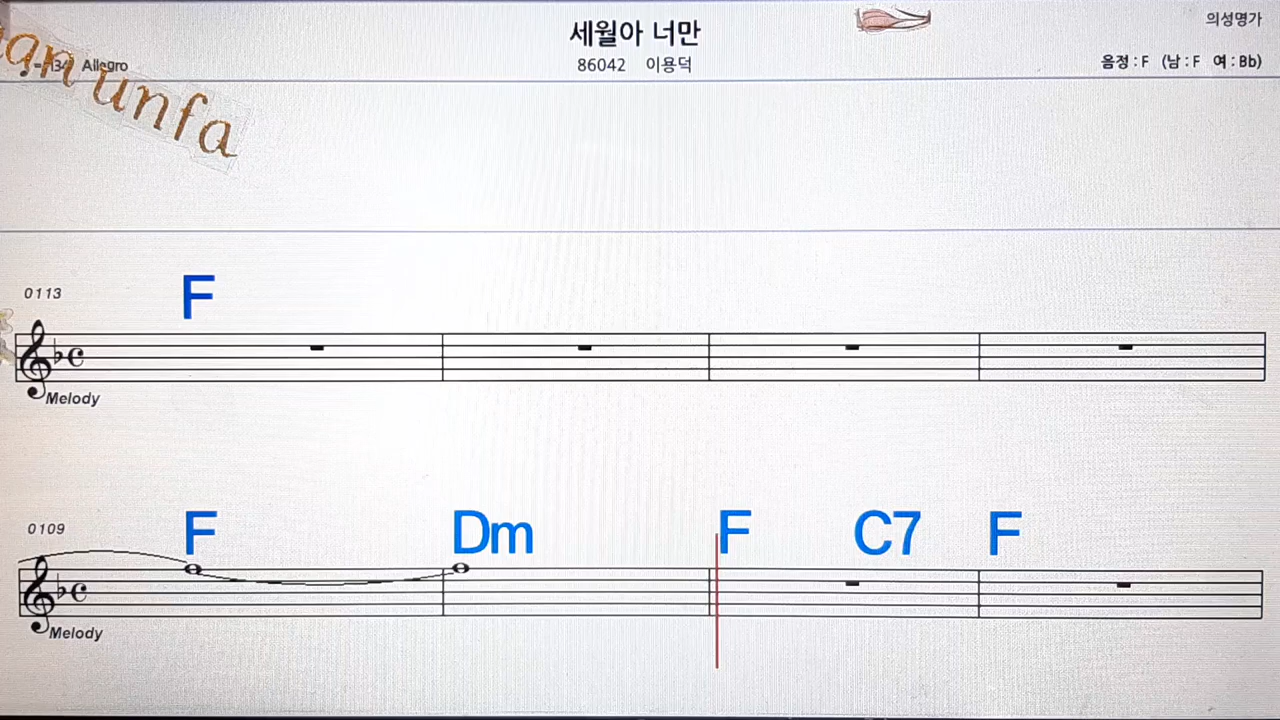 세월아 너만
의성명가
86042 이용덕
Allegro
음정 : F (남 : F 여 : Bb)
unfa
0113
F
Melody
0109
F Dm F C7 F
Melody